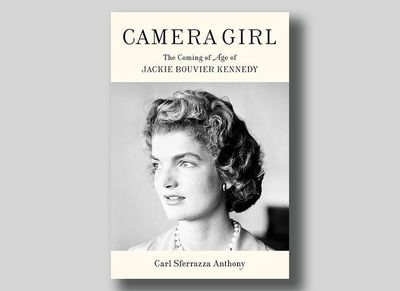 CAMERA GIRL
The Coming of Age of
JACKIE BOUVIER KENNEDY
Carl Sferrazza Anthony